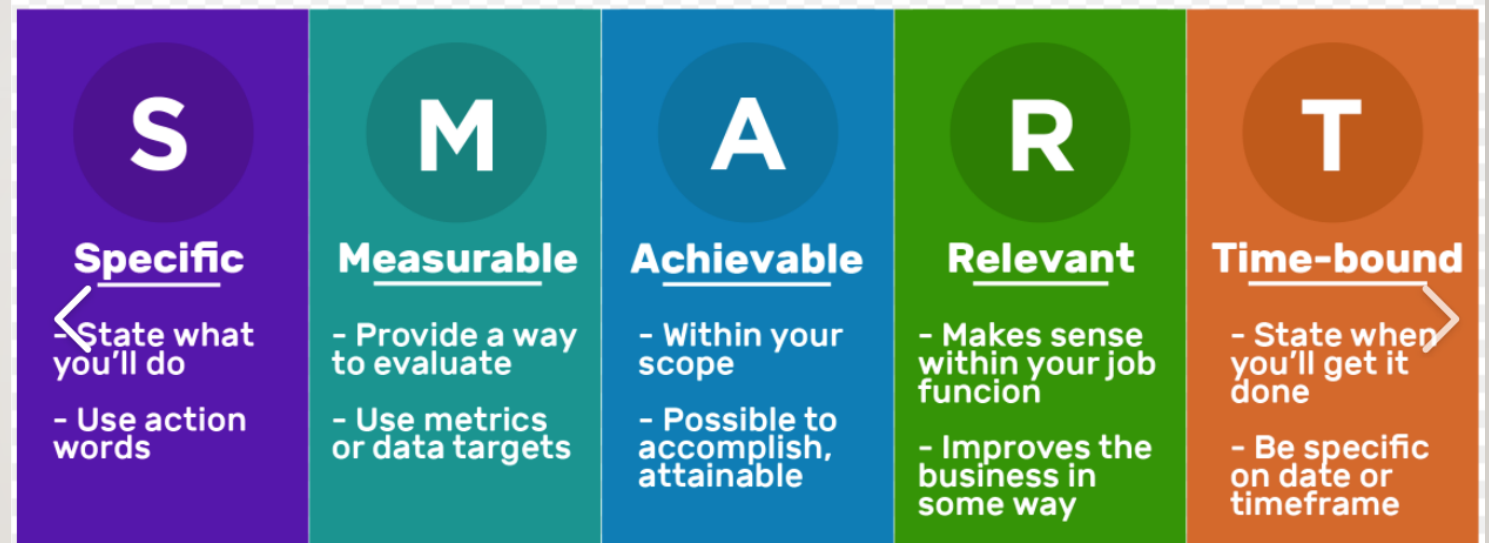 S
Specific
- State what
you'll do
- Use action
words
M
Measurable
- Provide a way
to evaluate
- Use metrics
or data targets
A
Achievable
- Within your
scope
- Possible to
accomplish,
attainable
R
Relevant
- Makes sense
within your job
funcion
- Improves the
business in
some way
T
Time-bound
- State when
you'll get it
done
- Be specific
on date or
timeframe